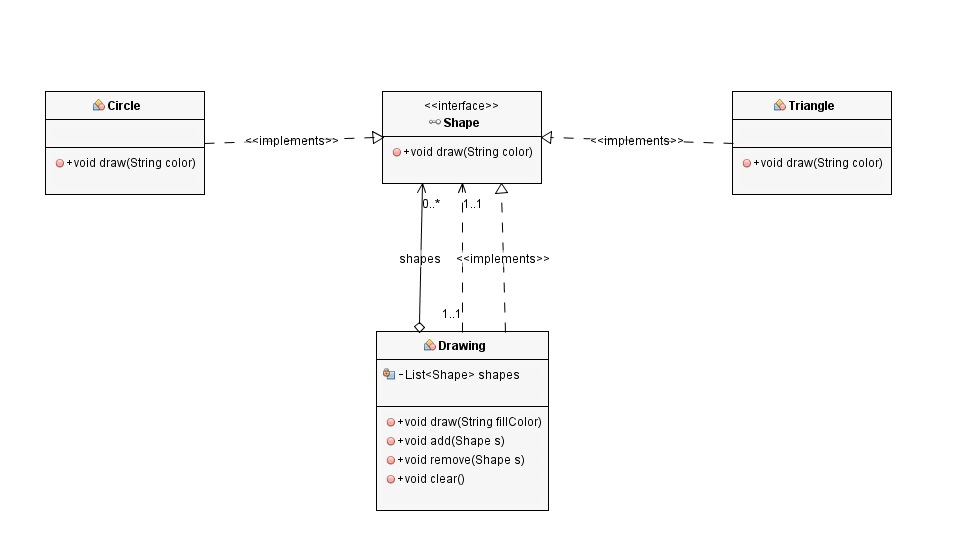 Circle
+void draw(String color)
<<implements>>
<<interface>>
Shape
+void draw(String color)
<<implements>>
Triangle
+void draw(String color)
0..*
1..1
shapes
<<implements>>
1..1
Drawing
-List<Shape> shapes
+void draw(String fillColor)
+void add(Shape s)
+void remove(Shape s)
+void clear()